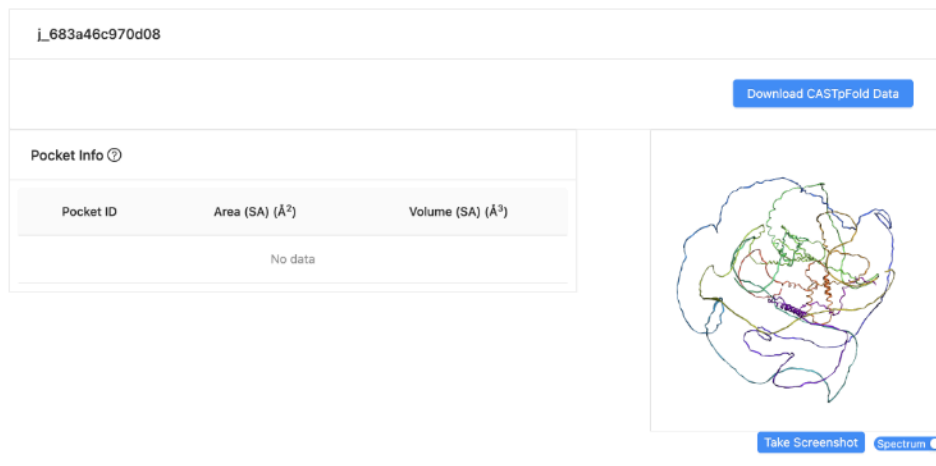 j_683a46c970d08
Download CASTpFold Data
Pocket Info ?
Pocket ID Area (SA) (Å²) Volume (SA) (Å³)
No data
Take Screenshot Spectrum